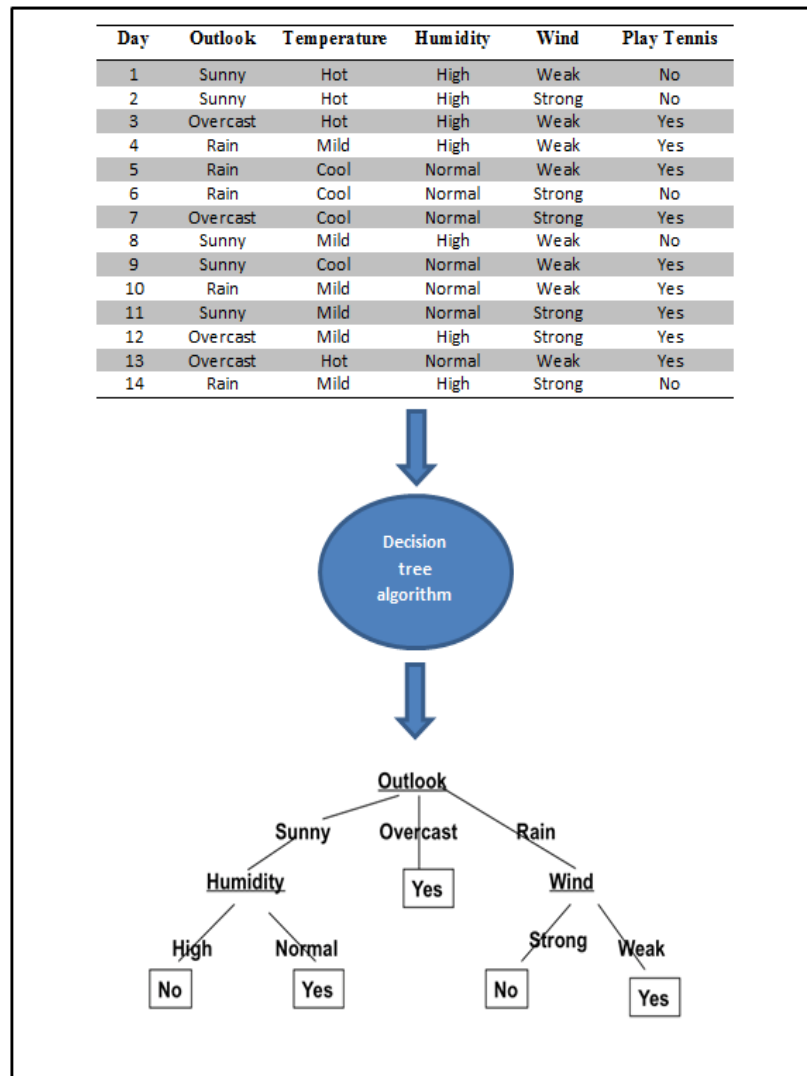 Day Outlook Temperature Humidity Wind Play Tennis
1 Sunny Hot High Weak No
2 Sunny Hot High Strong No
3 Overcast Hot High Weak Yes
4 Rain Mild High Weak Yes
5 Rain Cool Normal Weak Yes
6 Rain Cool Normal Strong No
7 Overcast Cool Normal Strong Yes
8 Sunny Mild High Weak No
9 Sunny Cool Normal Weak Yes
10 Rain Mild Normal Weak Yes
11 Sunny Mild Normal Strong Yes
12 Overcast Mild High Strong Yes
13 Overcast Hot Normal Weak Yes
14 Rain Mild High Strong No
Decision
tree
algorithm
Outlook
Sunny Overcast Rain
Humidity Yes Wind
High Normal Strong Weak
No Yes No Yes